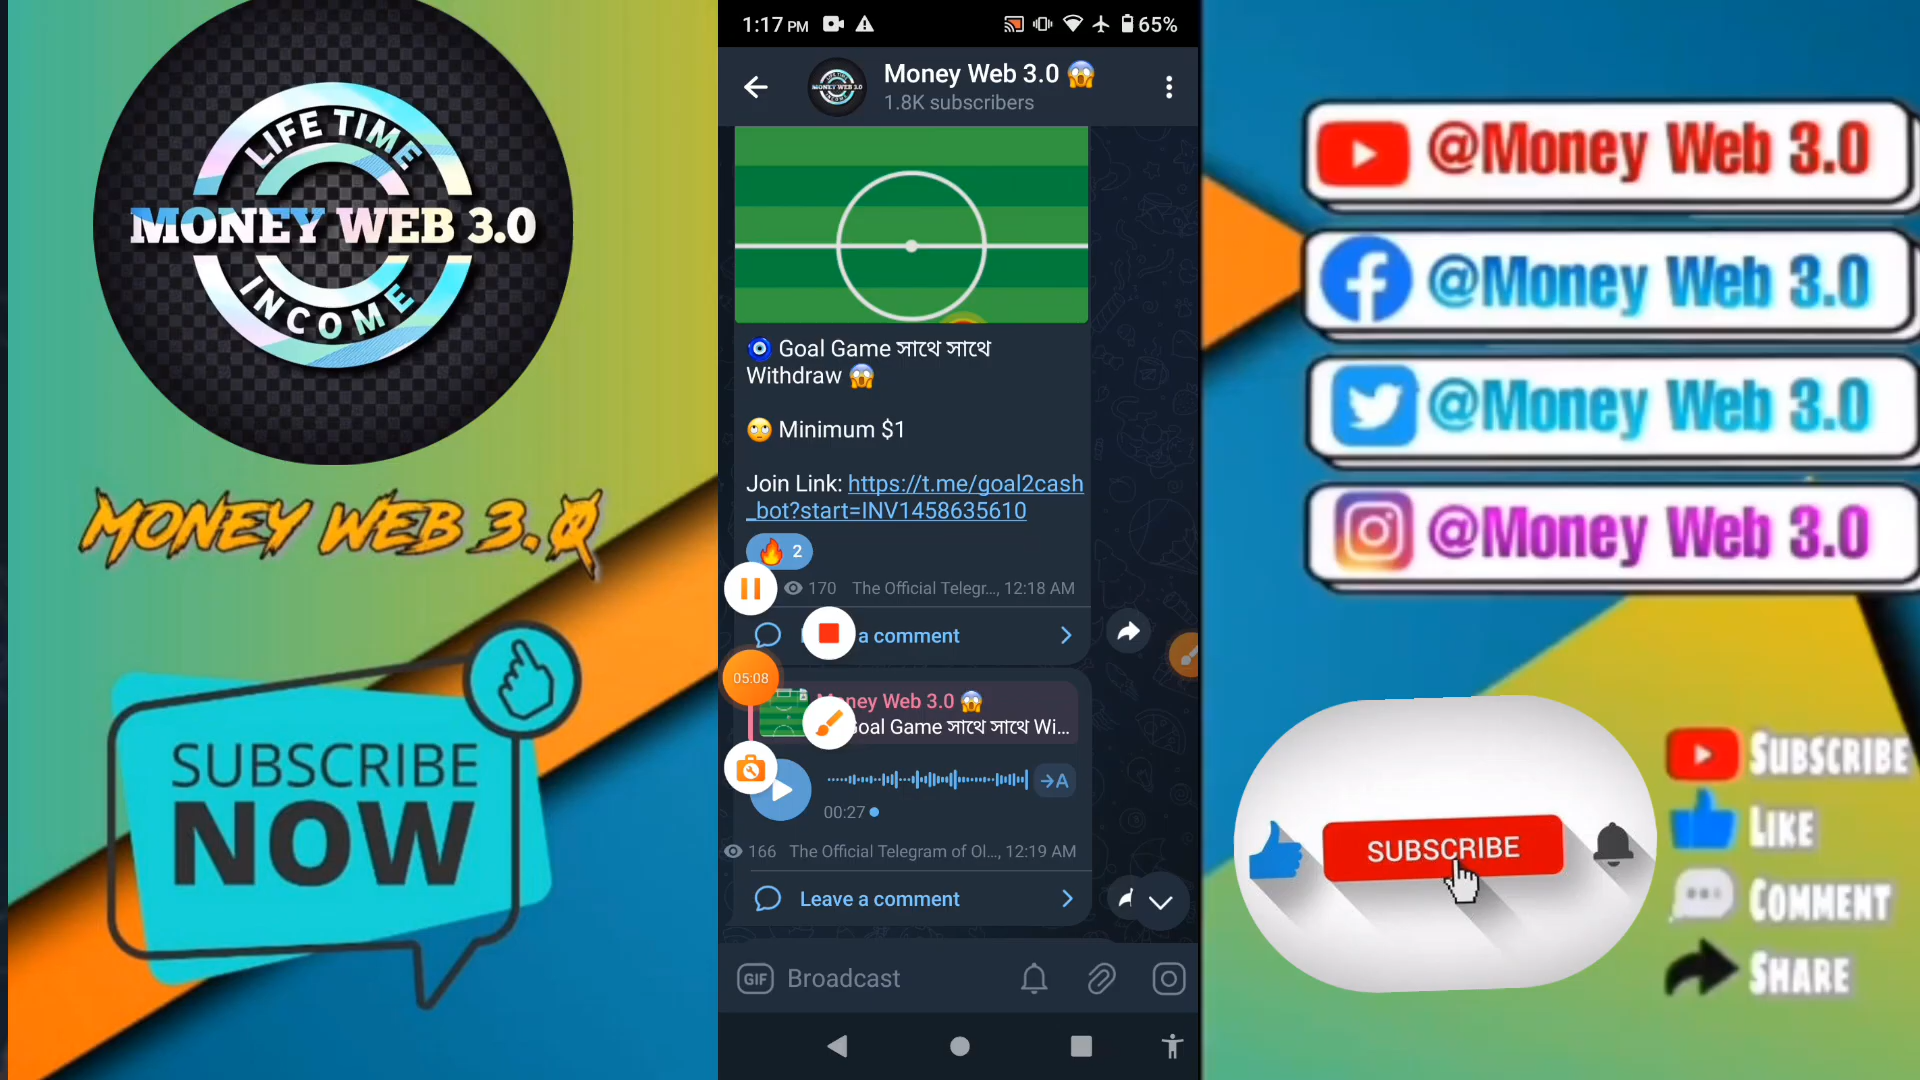 LIFE TIME
MONEY WEB 3.0
INCOME
MONEY WEB 3.0
SUBSCRIBE
NOW
1:17 PM
65%
Money Web 3.0
1.8K subscribers
Goal Game সাথে সাথে
Withdraw
Minimum $1
Join Link: https://t.me/goal2cash
_bot?start=INV1458635610
2
170 The Official Telegr..., 12:18 AM
a comment
05:08
ney Web 3.0
Goal Game সাথে সাথে Wi...
→A
00:27
166 The Official Telegram of Ol..., 12:19 AM
Leave a comment
GIF Broadcast
@Money Web 3.0
@Money Web 3.0
@Money Web 3.0
@Money Web 3.0
SUBSCRIBE
SUBSCRIBE
LIKE
COMMENT
SHARE